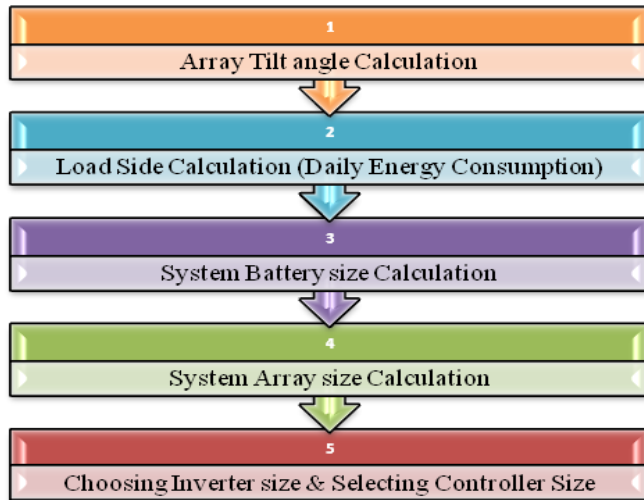 1
Array Tilt angle Calculation
2
Load Side Calculation (Daily Energy Consumption)
3
System Battery size Calculation
4
System Array size Calculation
5
Choosing Inverter size & Selecting Controller Size